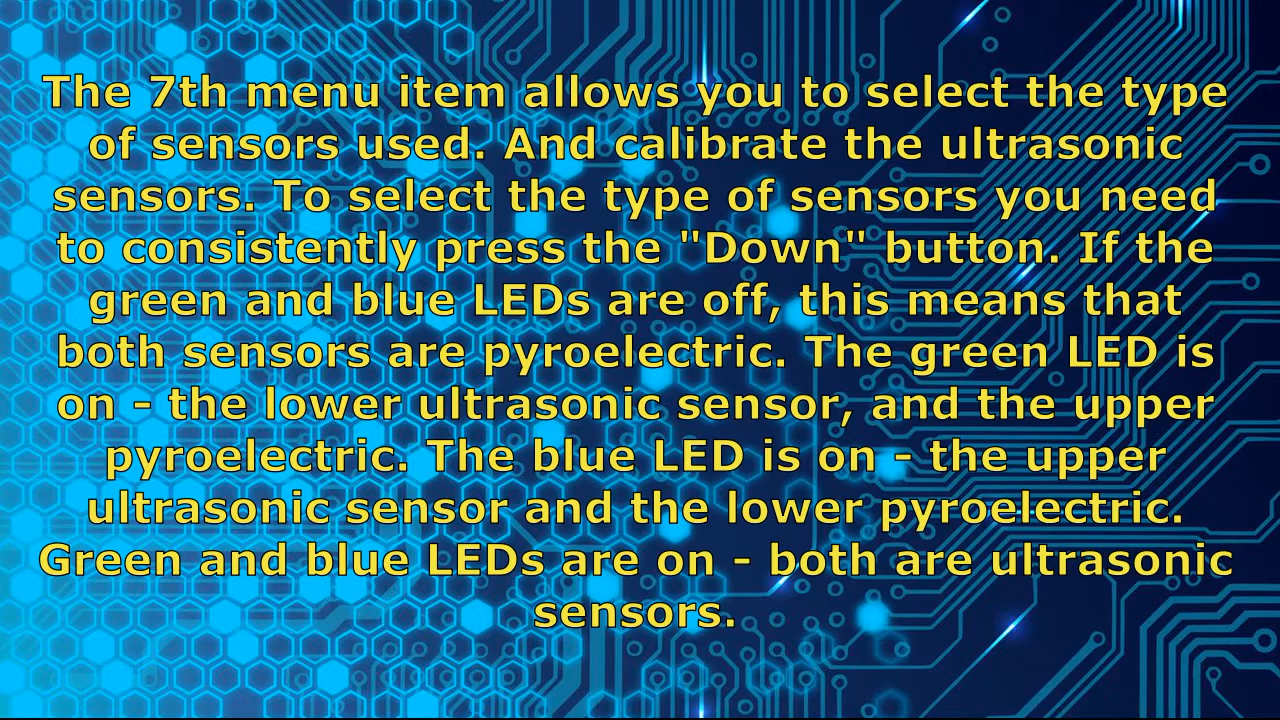 The 7th menu item allows you to select the type
of sensors used. And calibrate the ultrasonic
sensors. To select the type of sensors you need
to consistently press the "Down" button. If the
green and blue LEDs are off, this means that
both sensors are pyroelectric. The green LED is
on - the lower ultrasonic sensor, and the upper
pyroelectric. The blue LED is on - the upper
ultrasonic sensor and the lower pyroelectric.
Green and blue LEDs are on - both are ultrasonic
sensors.